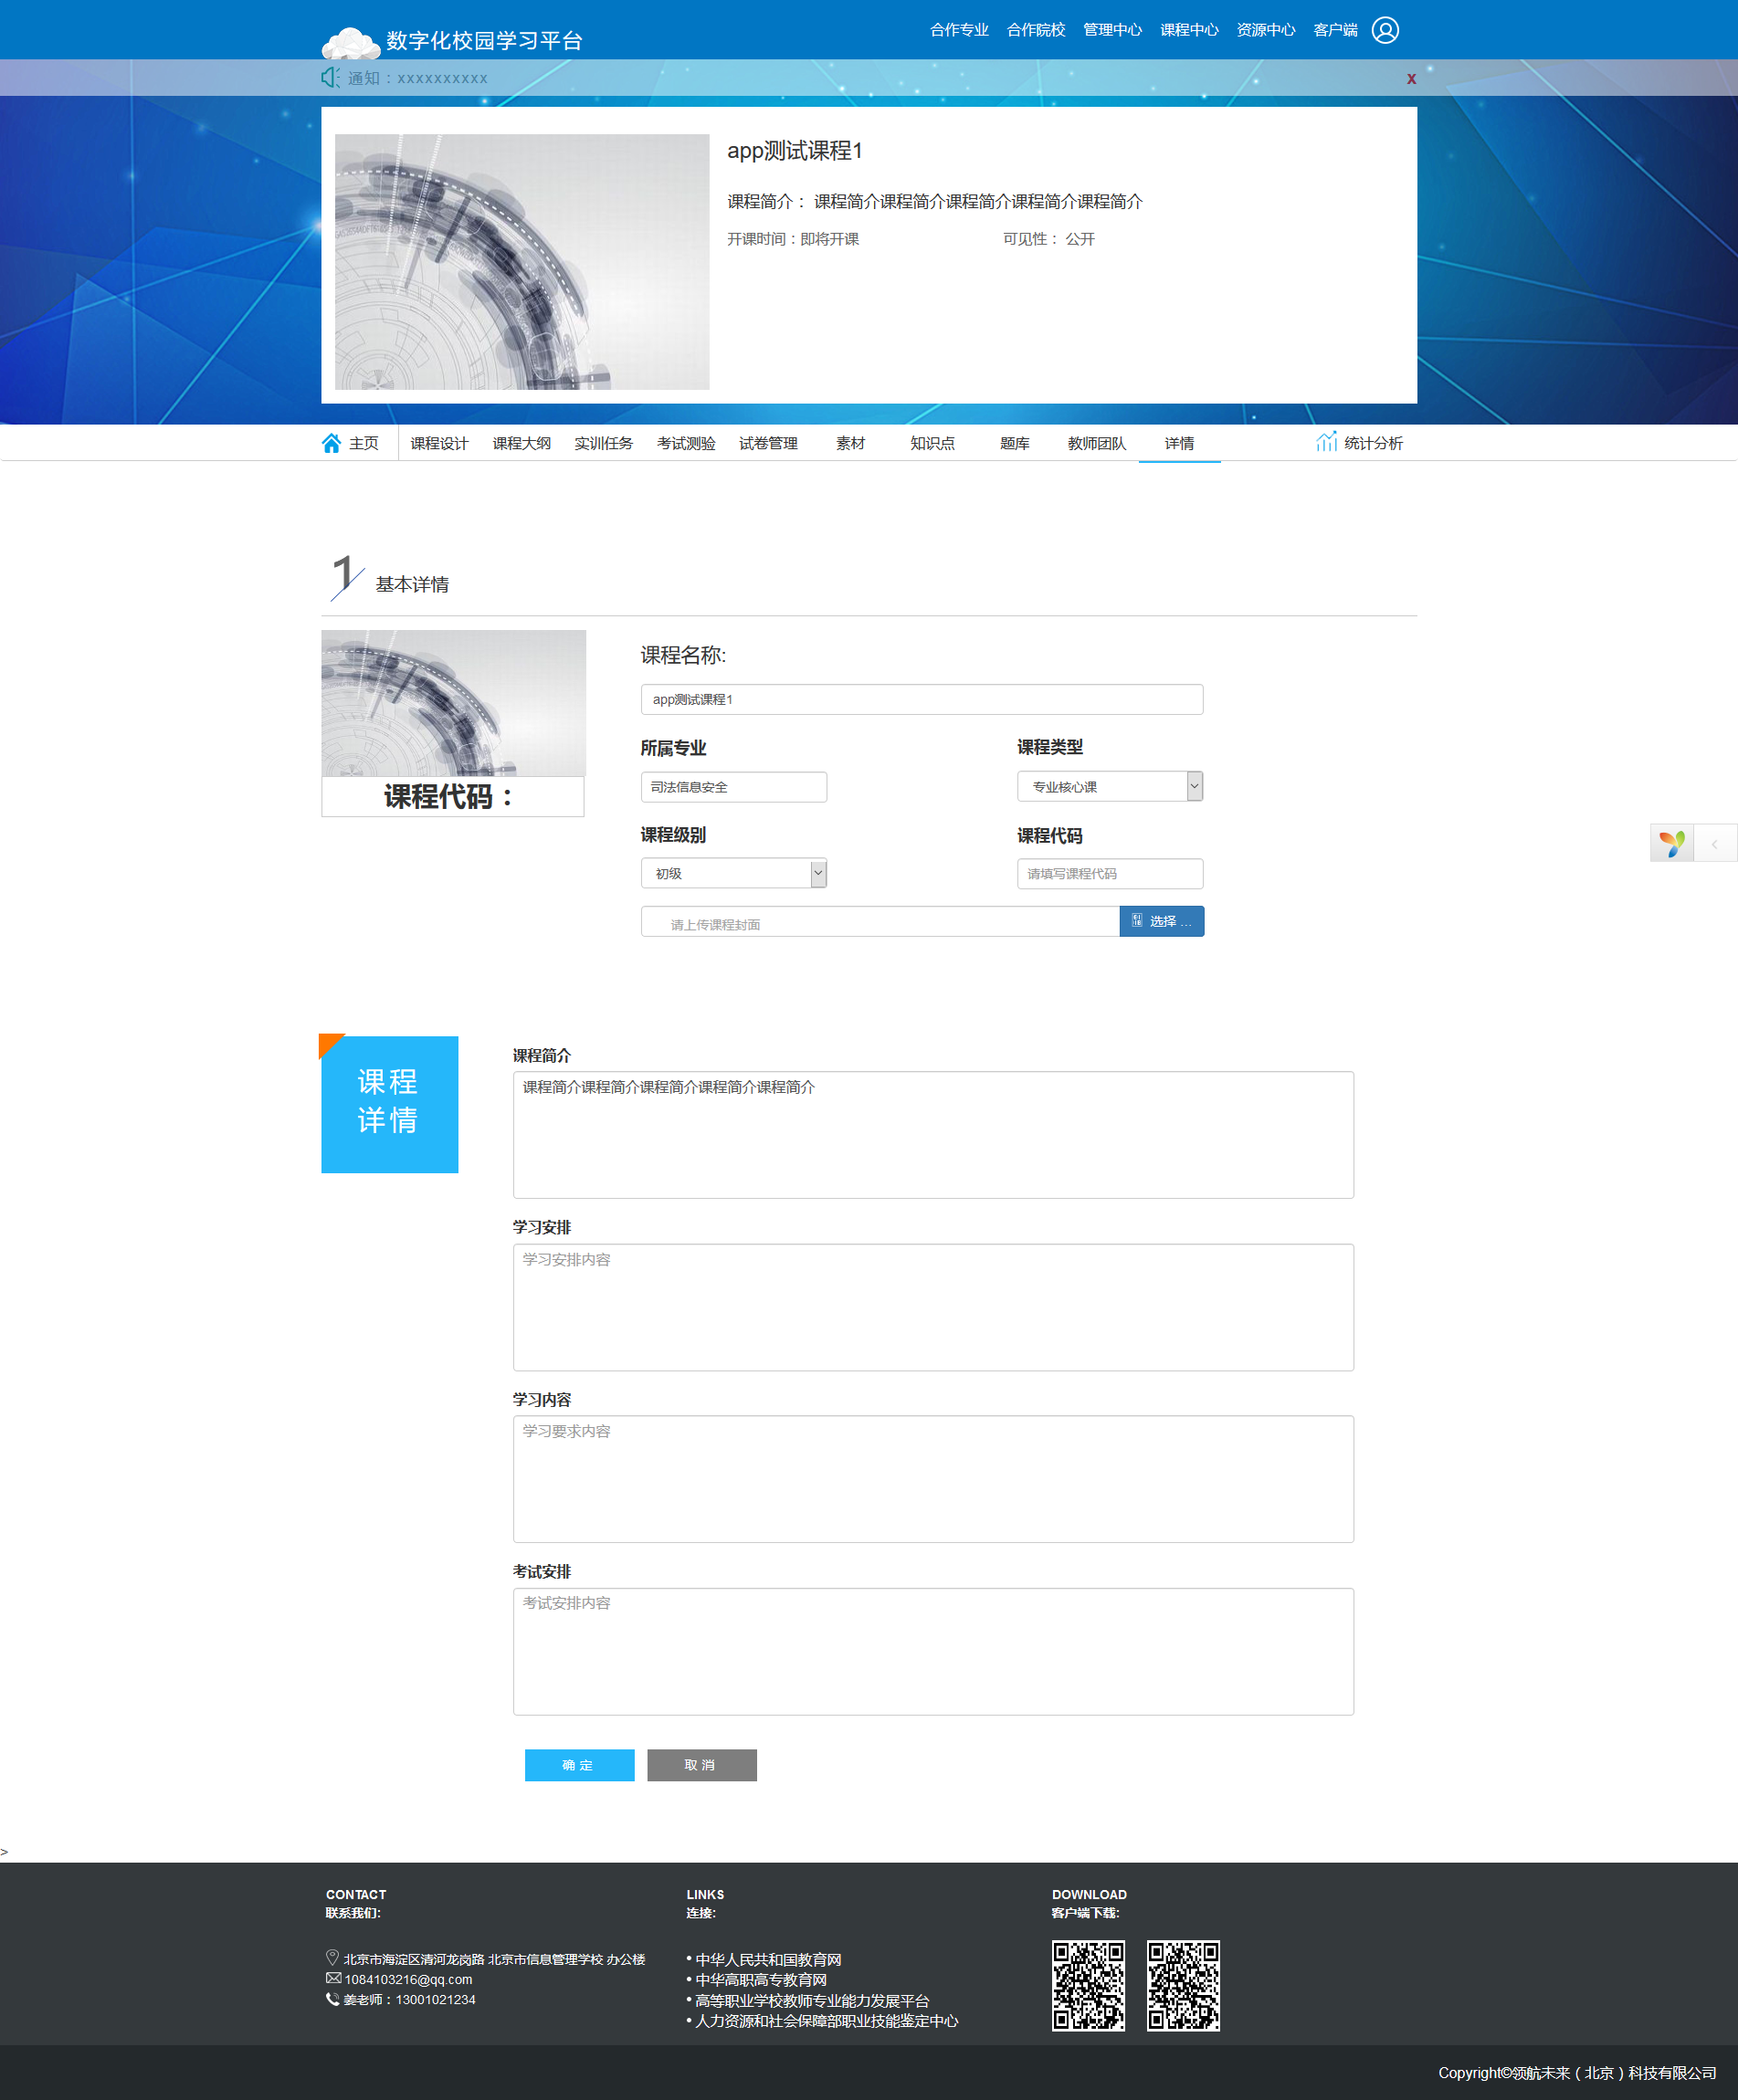 数字化校园学习平台
合作专业 合作院校 管理中心 课程中心 资源中心 客户端
通知：xxxxxxxxxx x
app测试课程1
课程简介： 课程简介课程简介课程简介课程简介课程简介
开课时间：即将开课 可见性： 公开
主页 课程设计 课程大纲 实训任务 考试测验 试卷管理 素材 知识点 题库 教师团队 详情 统计分析
1 基本详情
课程名称:
app测试课程1
所属专业 课程类型
司法信息安全 专业核心课
课程代码：
课程级别 课程代码
初级 请填写课程代码
请上传课程封面 选择 ...
课程
详情
课程简介
课程简介课程简介课程简介课程简介课程简介
学习安排
学习安排内容
学习内容
学习要求内容
考试安排
考试安排内容
确 定 取 消
>
CONTACT LINKS DOWNLOAD
联系我们: 连接: 客户端下载:
北京市海淀区清河龙岗路 北京市信息管理学校 办公楼
1084103216@qq.com
姜老师：13001021234
• 中华人民共和国教育网
• 中华高职高专教育网
• 高等职业学校教师专业能力发展平台
• 人力资源和社会保障部职业技能鉴定中心
Copyright©领航未来（北京）科技有限公司